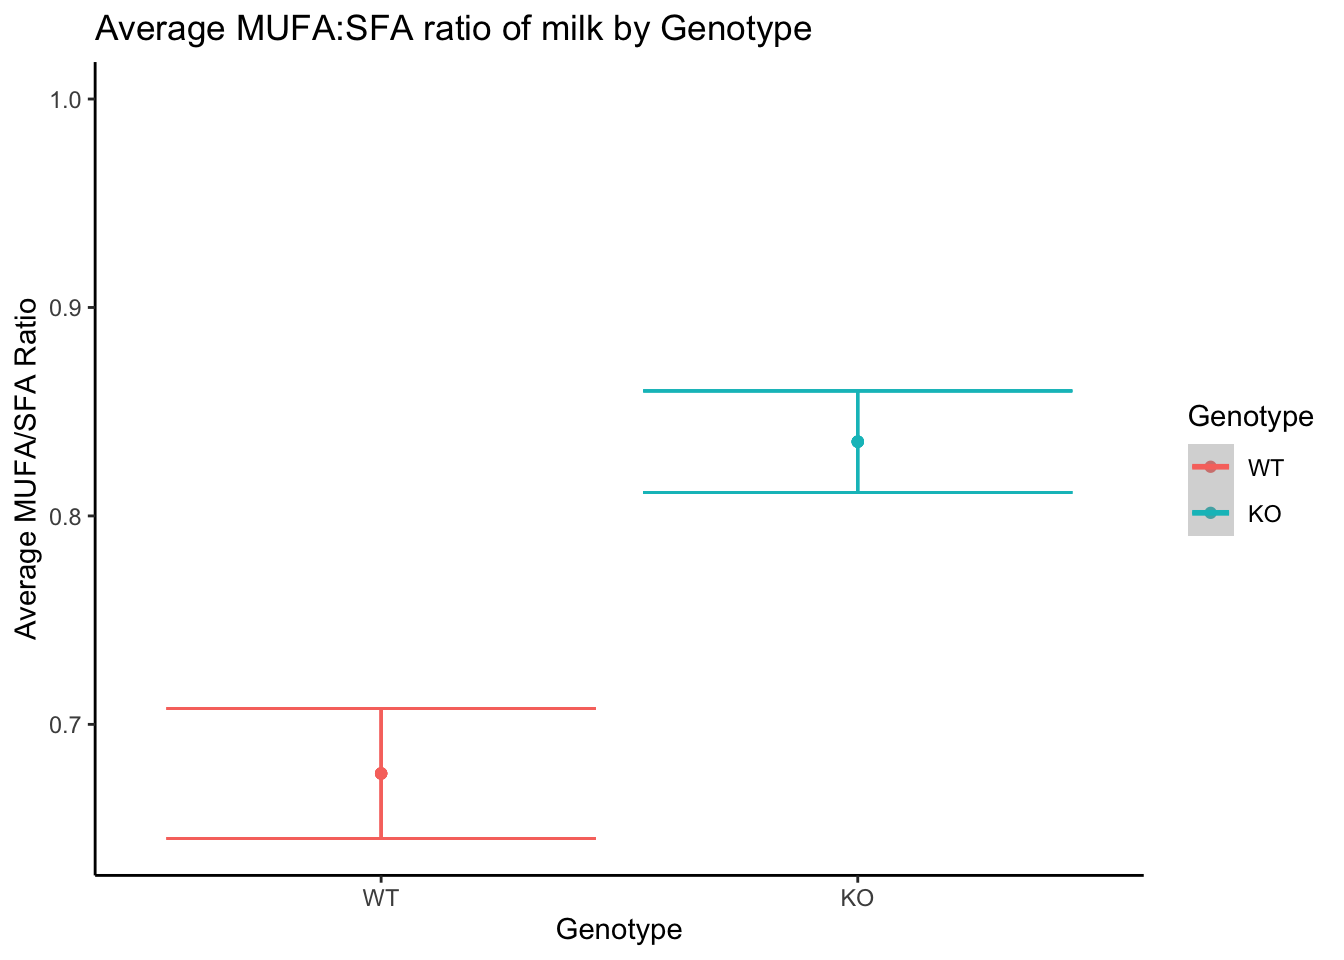 Average MUFA:SFA ratio of milk by Genotype
Average MUFA/SFA Ratio
1.0
0.9
0.8
0.7
WT
KO
Genotype
Genotype
WT
KO